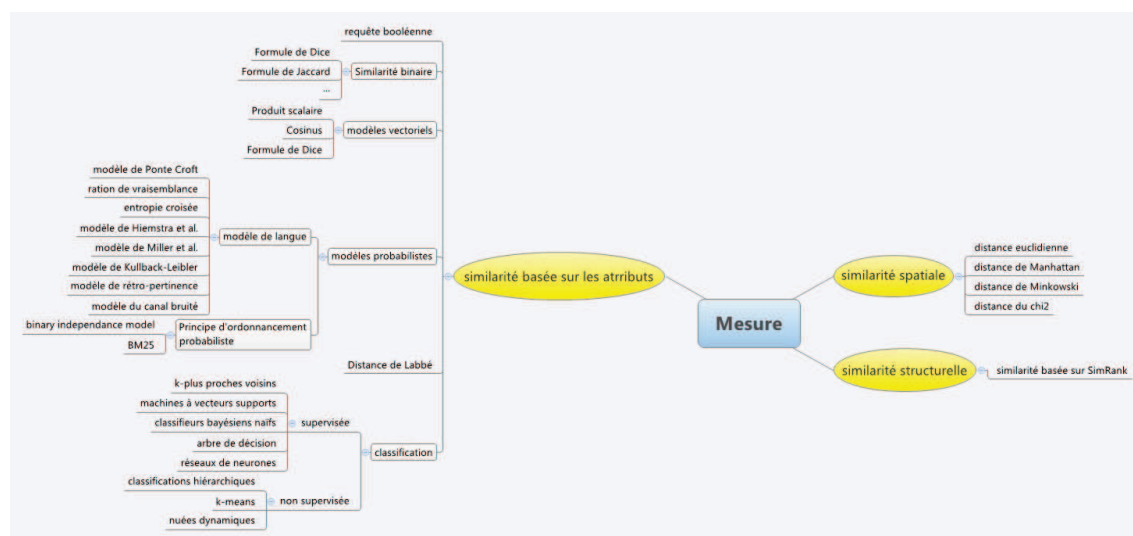 requête booléenne
Formule de Dice
Formule de Jaccard
...
Similarité binaire
Produit scalaire
Cosinus
Formule de Dice
modèles vectoriels
modèle de Ponte Croft
ration de vraisemblance
entropie croisée
modèle de Hiemstra et al.
modèle de Miller et al.
modèle de Kullback-Leibler
modèle de rétro-pertinence
modèle du canal bruité
modèle de langue
binary independance model
BM25
Principe d'ordonnancement
probabiliste
modèles probabilistes
Distance de Labbé
k-plus proches voisins
machines à vecteurs supports
classifieurs bayésiens naïfs
arbre de décision
réseaux de neurones
supervisée
classifications hiérarchiques
k-means
nuées dynamiques
non supervisée
classification
similarité basée sur les atrributs
Mesure
similarité spatiale
distance euclidienne
distance de Manhattan
distance de Minkowski
distance du chi2
similarité structurelle
similarité basée sur SimRank